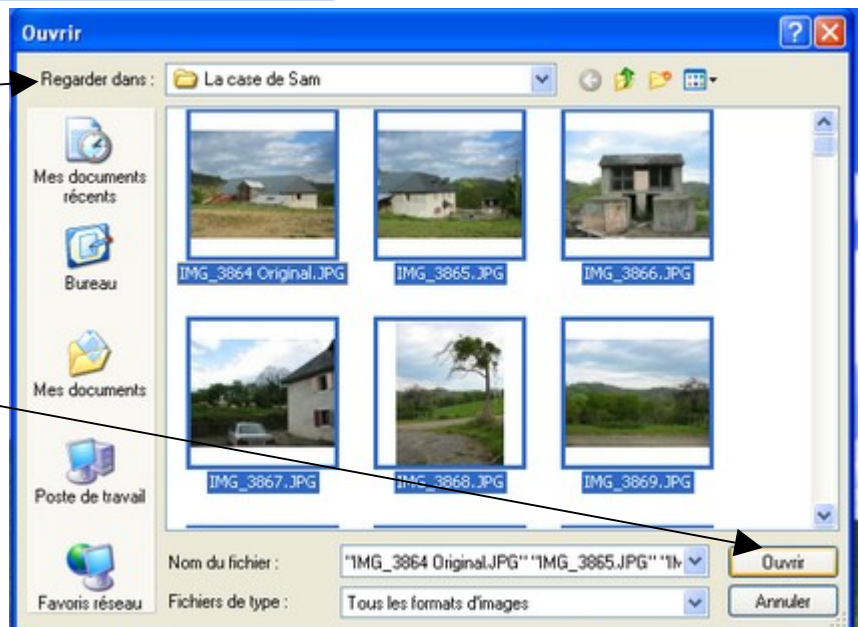 Ouvrir
Regarder dans :
La case de Sam
Mes documents
récents
Bureau
Mes documents
Poste de travail
Favoris réseau
IMG_3864 Original.JPG
IMG_3865.JPG
IMG_3866.JPG
IMG_3867.JPG
IMG_3868.JPG
IMG_3869.JPG
Nom du fichier :
"IMG_3864 Original.JPG" "IMG_3865.JPG" "IM
Ouvrir
Fichiers de type :
Tous les formats d'images
Annuler